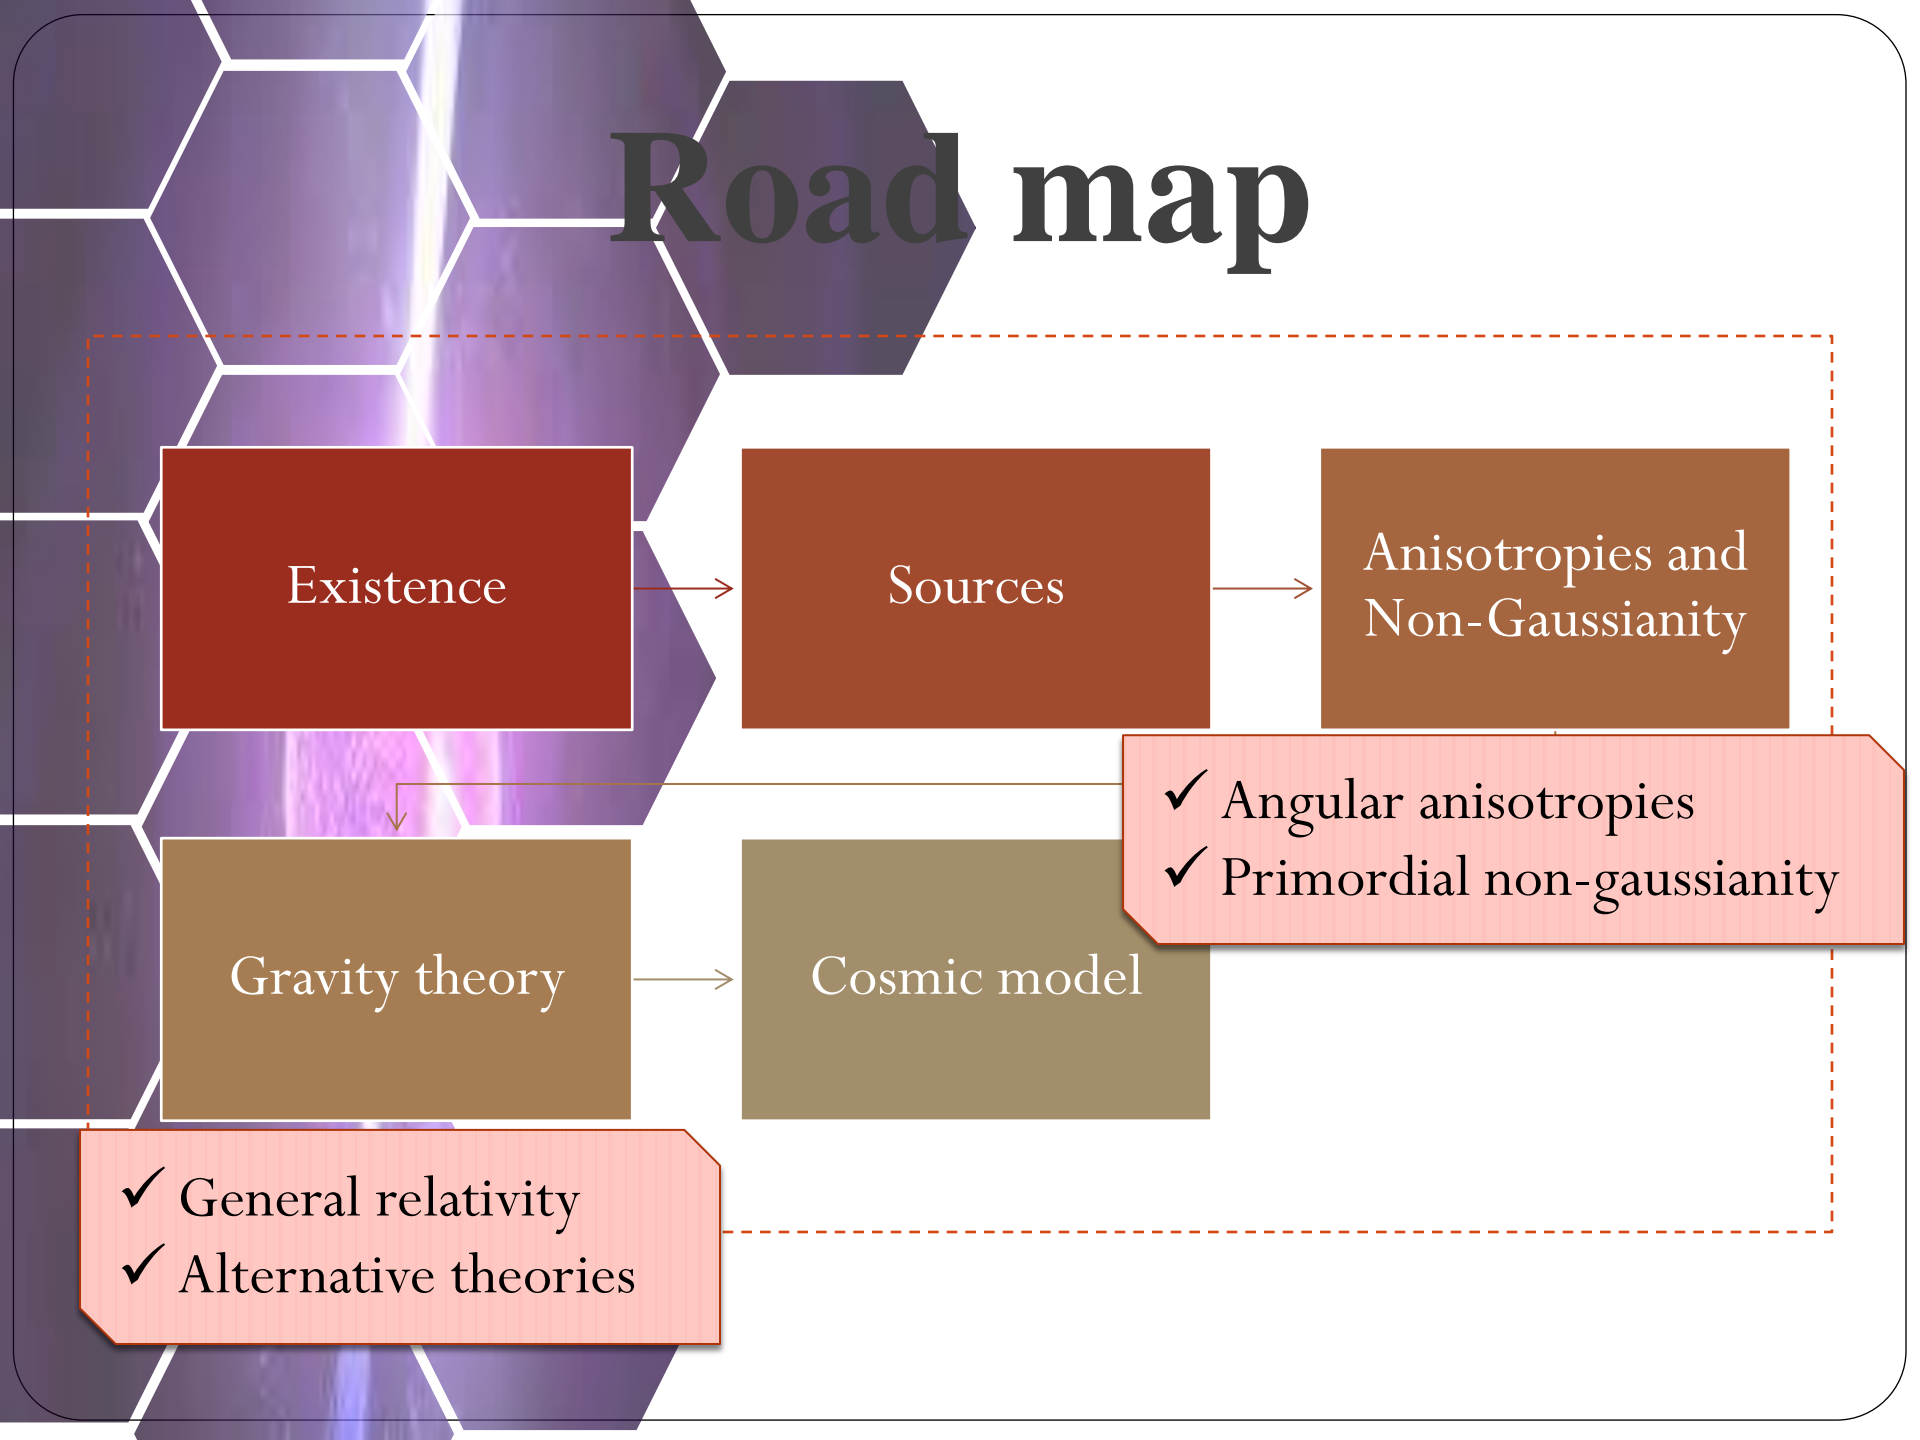 Road map
Existence
Sources
Anisotropies and
Non-Gaussianity
✓ Angular anisotropies
✓ Primordial non-gaussianity
Gravity theory
Cosmic model
✓ General relativity
✓ Alternative theories